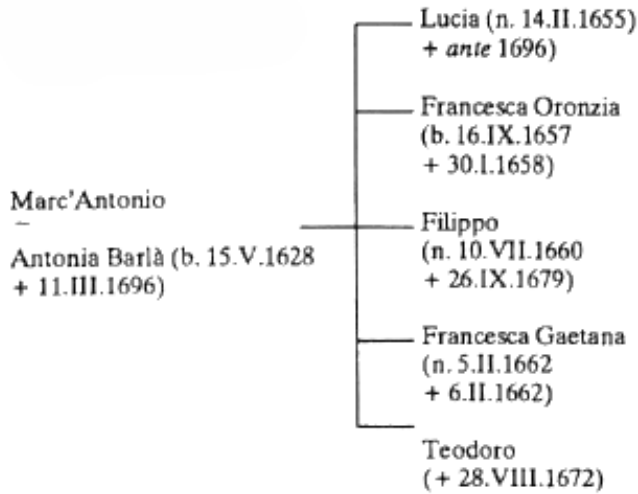 Marc'Antonio
–
Antonia Barlà (b. 15.V.1628
+ 11.III.1696)
Lucia (n. 14.II.1655)
+ ante 1696)
Francesca Oronzia
(b. 16.IX.1657
+ 30.I.1658)
Filippo
(n. 10.VII.1660
+ 26.IX.1679)
Francesca Gaetana
(n. 5.II.1662
+ 6.II.1662)
Teodoro
(+ 28.VIII.1672)